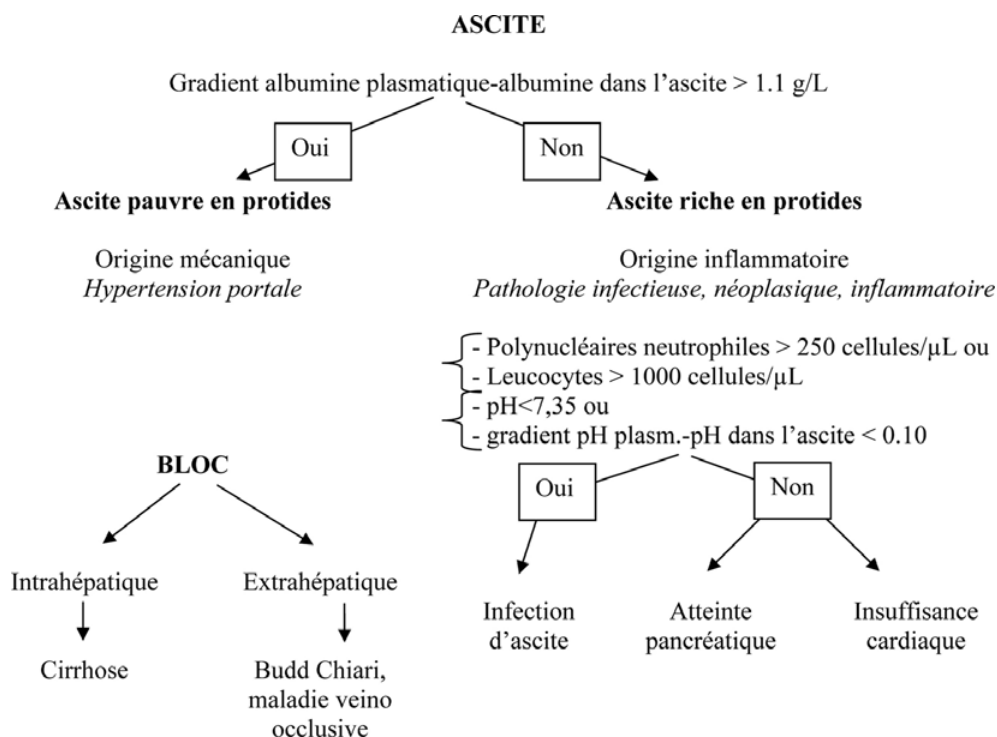 ASCITE
Gradient albumine plasmatique-albumine dans l'ascite > 1.1 g/L
Oui
Non
Ascite pauvre en protides
Ascite riche en protides
Origine mécanique
Hypertension portale
Origine inflammatoire
Pathologie infectieuse, néoplasique, inflammatoire
- Polynucléaires neutrophiles > 250 cellules/µL ou
- Leucocytes > 1000 cellules/µL
- pH<7,35 ou
- gradient pH plasm.-pH dans l'ascite < 0.10
BLOC
Oui
Non
Intrahépatique
Extrahépatique
Cirrhose
Budd Chiari,
maladie veino
occlusive
Infection
d'ascite
Atteinte
pancréatique
Insuffisance
cardiaque